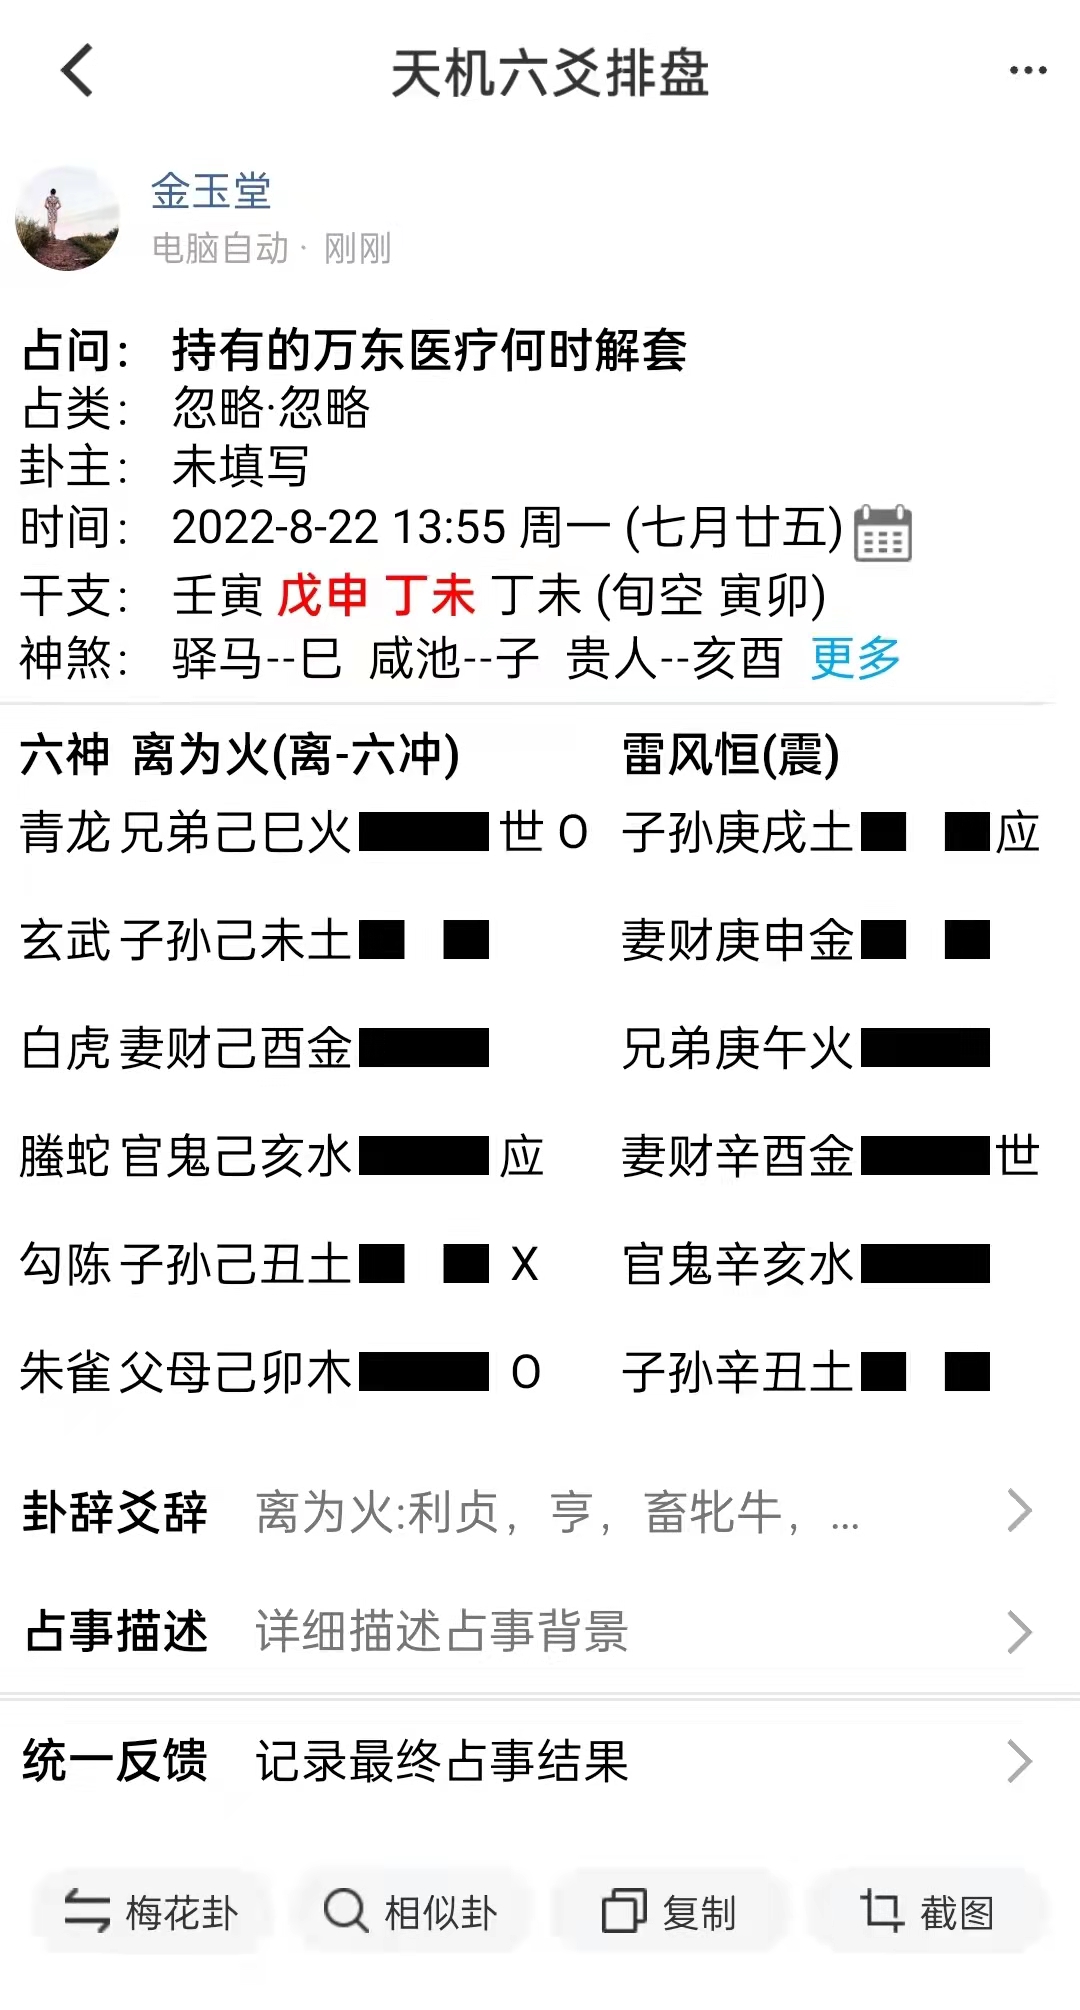 天机六爻排盘
金玉堂
电脑自动· 刚刚
占问： 持有的万东医疗何时解套
占类： 忽略·忽略
卦主： 未填写
时间： 2022-8-22 13:55 周一 (七月廿五)
干支： 壬寅 戊申 丁未 丁未 (旬空 寅卯)
神煞： 驿马--巳 咸池--子 贵人--亥酉 更多
六神 离为火(离-六冲) 雷风恒(震)
青龙 兄弟己巳火 世 O 子孙庚戌土 应
玄武 子孙己未土 妻财庚申金
白虎 妻财己酉金 兄弟庚午火
螣蛇 官鬼己亥水 应 妻财辛酉金 世
勾陈 子孙己丑土 X 官鬼辛亥水
朱雀 父母己卯木 O 子孙辛丑土
卦辞爻辞 离为火:利贞，亨，畜牝牛，...
占事描述 详细描述占事背景
统一反馈 记录最终占事结果
梅花卦 相似卦 复制 截图